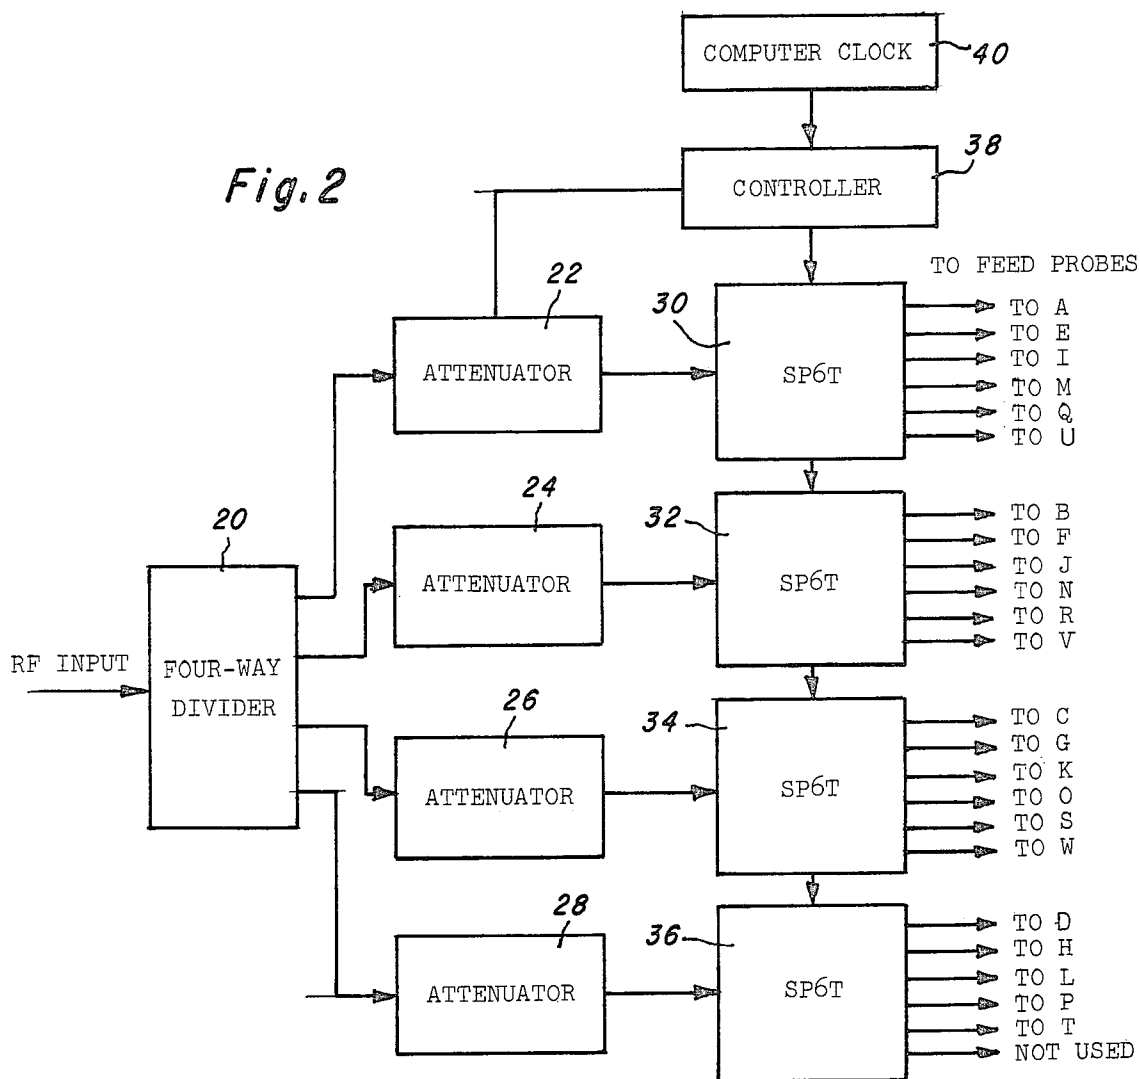 COMPUTER CLOCK
40
Fig. 2
38
CONTROLLER
TO FEED PROBES
22
30
ATTENUATOR
SP6T
TO A
TO E
TO I
TO M
TO Q
TO U
20
24
32
ATTENUATOR
SP6T
TO B
TO F
TO J
TO N
TO R
TO V
RF INPUT
FOUR-WAY
DIVIDER
26
34
ATTENUATOR
SP6T
TO C
TO G
TO K
TO O
TO S
TO W
28
36
ATTENUATOR
SP6T
TO D
TO H
TO L
TO P
TO T
NOT USED